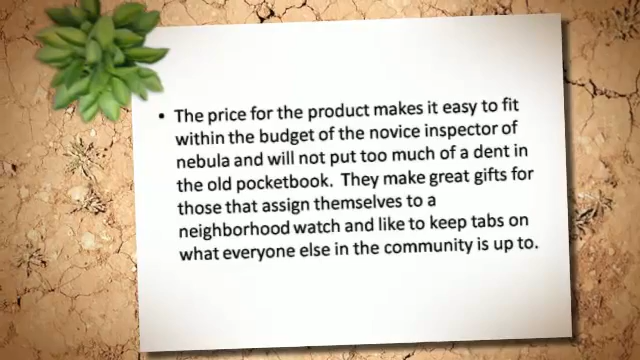 • The price for the product makes it easy to fit
within the budget of the novice inspector of
nebula and will not put too much of a dent in
the old pocketbook.  They make great gifts for
those that assign themselves to a
neighborhood watch and like to keep tabs on
what everyone else in the community is up to.